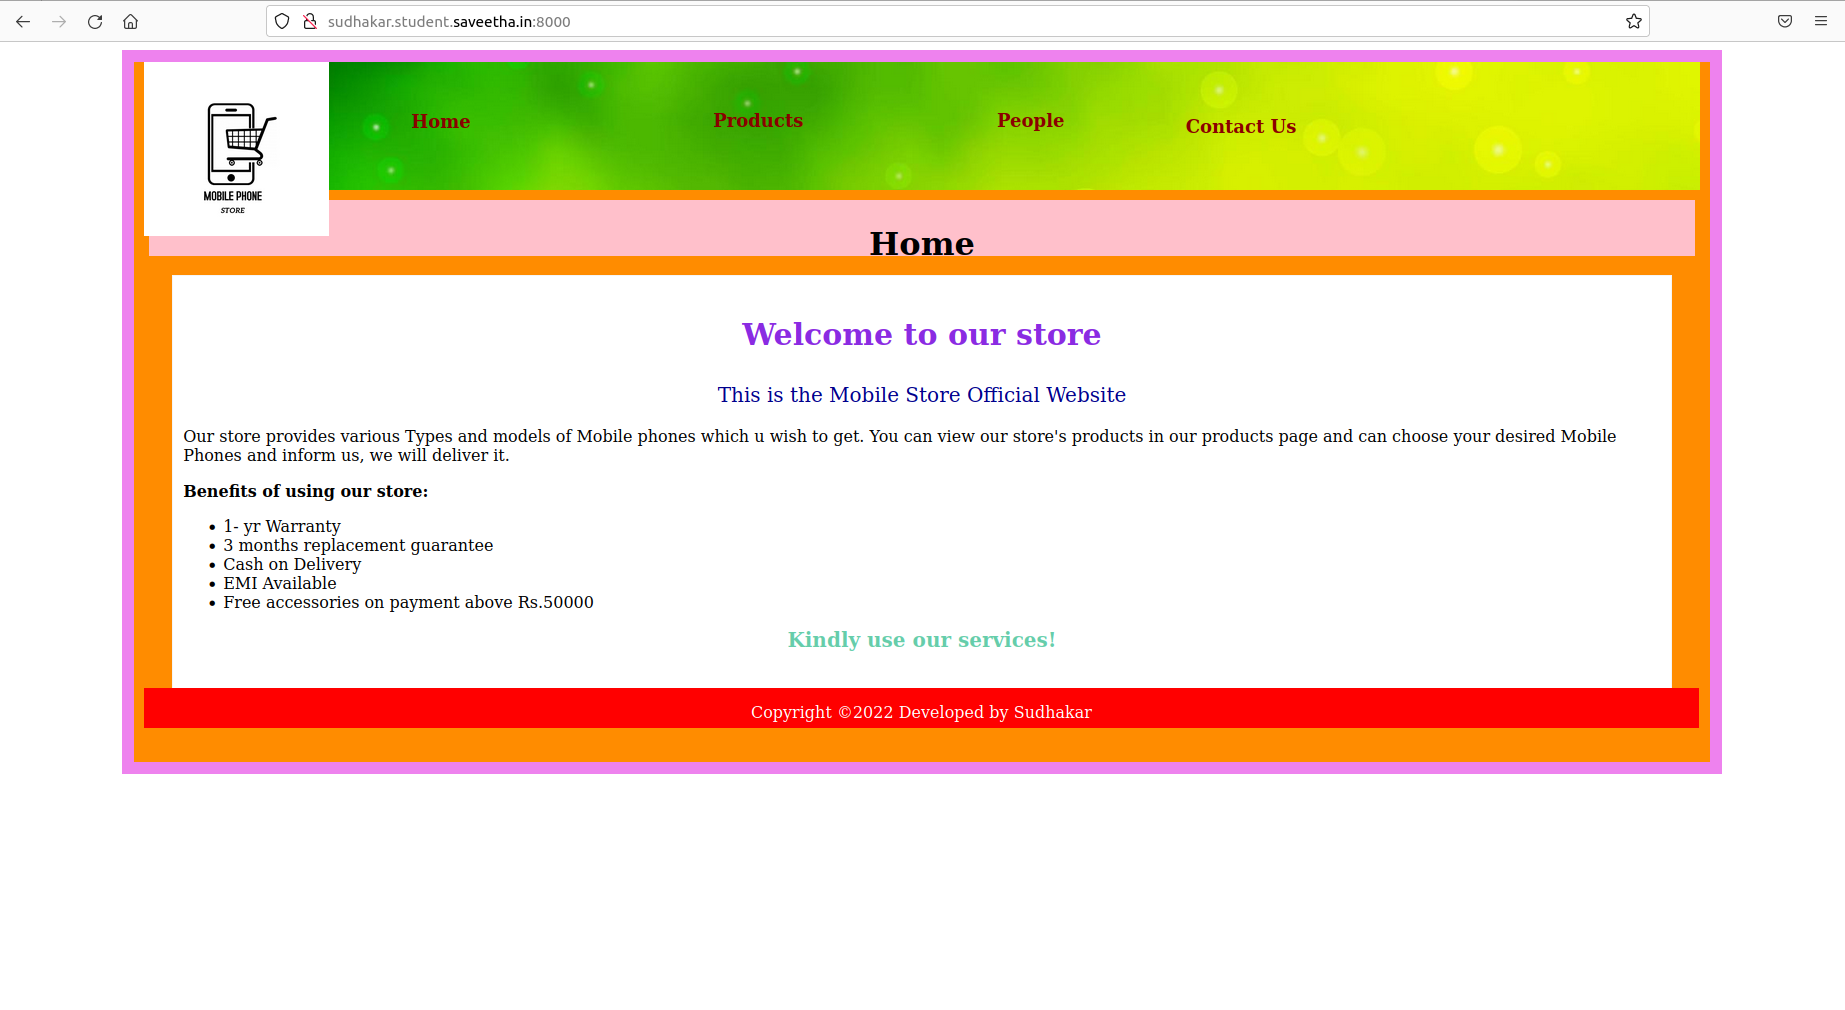 sudhakar.student.saveetha.in:8000
MOBILE PHONE
STORE
Home
Products
People
Contact Us
Home
Welcome to our store
This is the Mobile Store Official Website
Our store provides various Types and models of Mobile phones which u wish to get. You can view our store's products in our products page and can choose your desired Mobile
Phones and inform us, we will deliver it.
Benefits of using our store:
• 1- yr Warranty
• 3 months replacement guarantee
• Cash on Delivery
• EMI Available
• Free accessories on payment above Rs.50000
Kindly use our services!
Copyright ©2022 Developed by Sudhakar